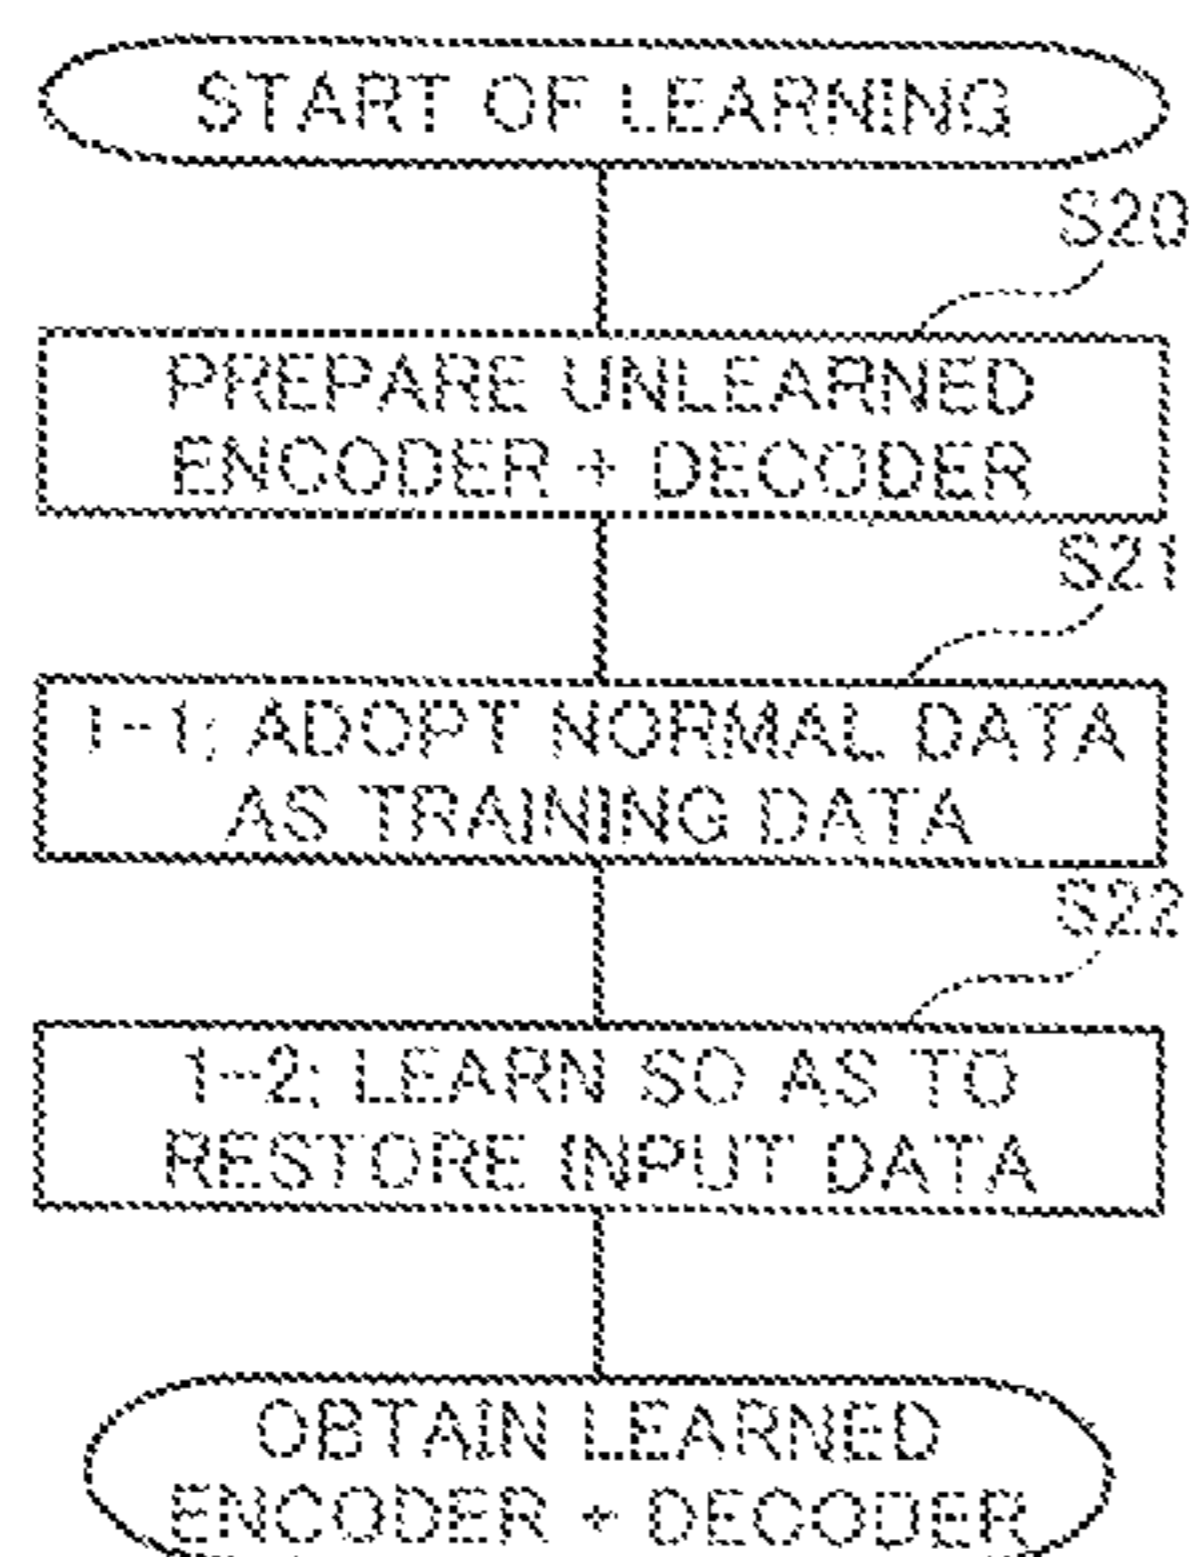 START OF LEARNING
S20
PREPARE UNLEARNED
ENCODER + DECODER
S21
1-1; ADOPT NORMAL DATA
AS TRAINING DATA
S22
1-2; LEARN SO AS TO
RESTORE INPUT DATA
OBTAIN LEARNED
ENCODER + DECODER